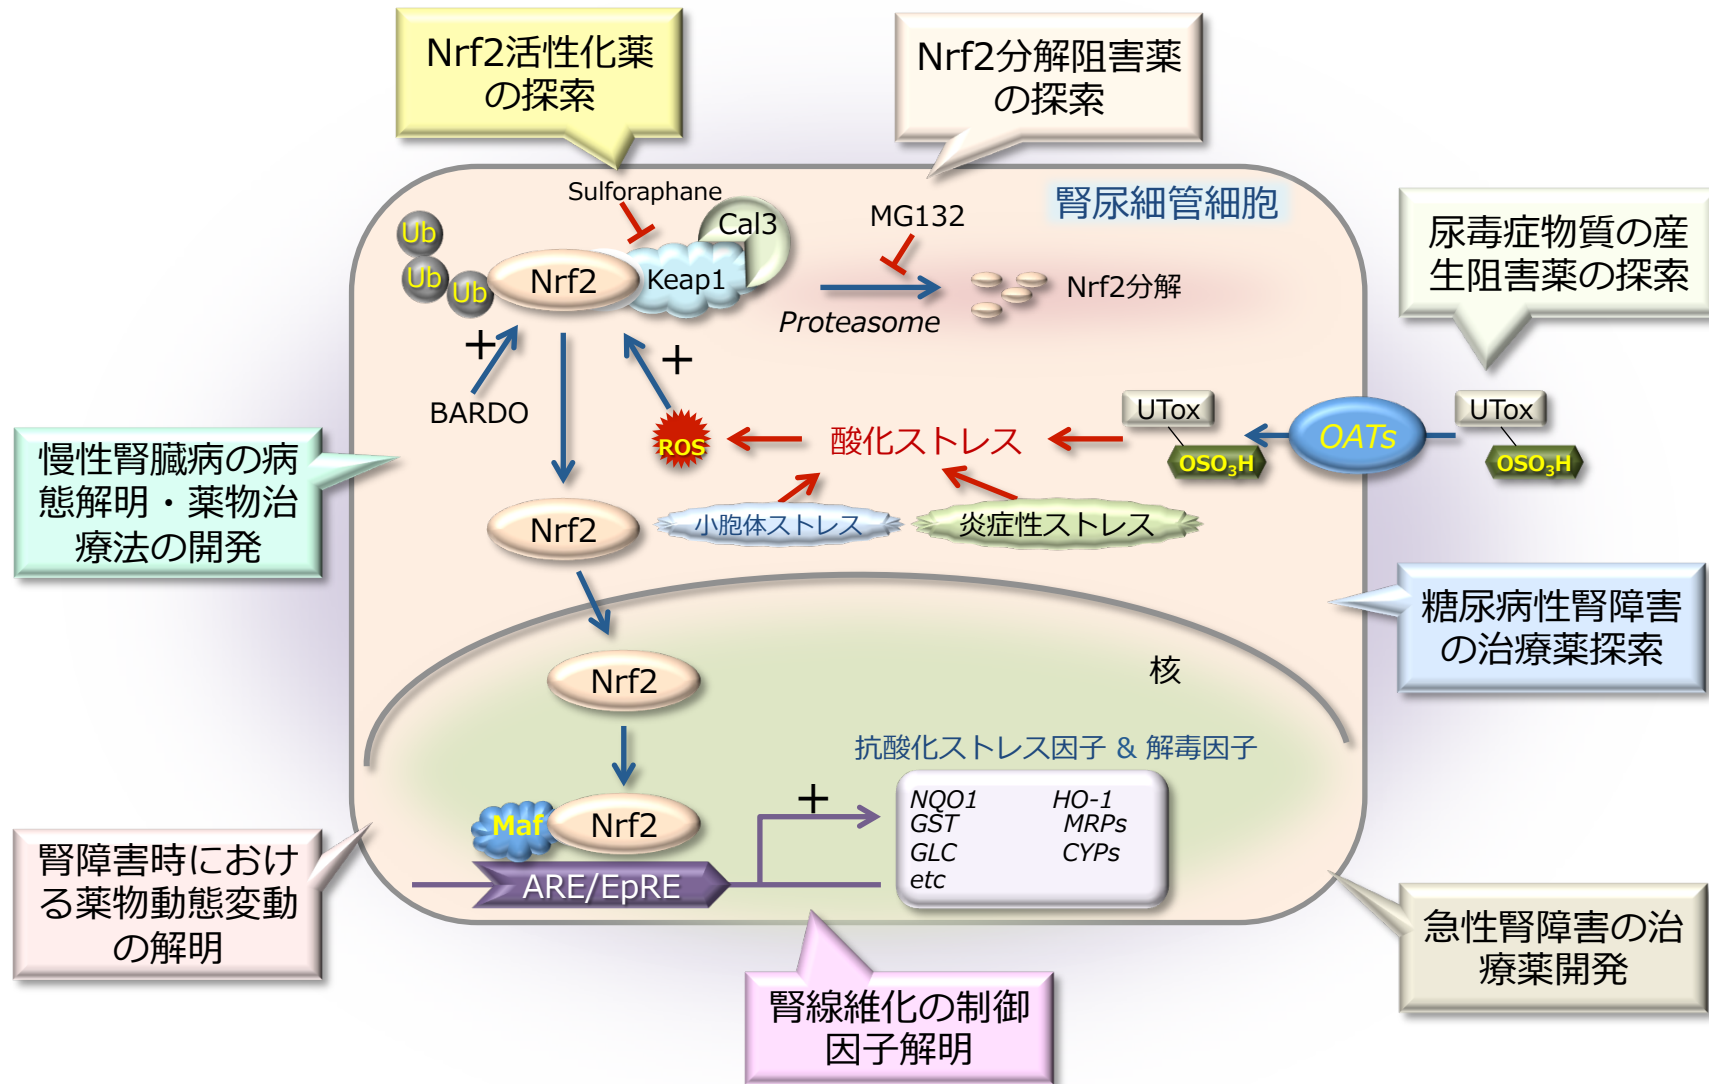 Nrf2活性化薬
の探索
Nrf2分解阻害薬
の探索
尿毒症物質の産
生阻害薬の探索
慢性腎臓病の病
態解明・薬物治
療法の開発
糖尿病性腎障害
の治療薬探索
腎障害時におけ
る薬物動態変動
の解明
急性腎障害の治
療薬開発
腎線維化の制御
因子解明
腎尿細管細胞
Sulforaphane
Cal3
MG132
Ub
Ub
Ub
Nrf2
Keap1
Nrf2分解
Proteasome
+
+
BARDO
ROS
酸化ストレス
UTox
OSO₃H
OATs
UTox
OSO₃H
小胞体ストレス
炎症性ストレス
Nrf2
核
Nrf2
抗酸化ストレス因子 & 解毒因子
Maf
Nrf2
+
NQO1 HO-1
GST MRPs
GLC CYPs
etc
ARE/EpRE